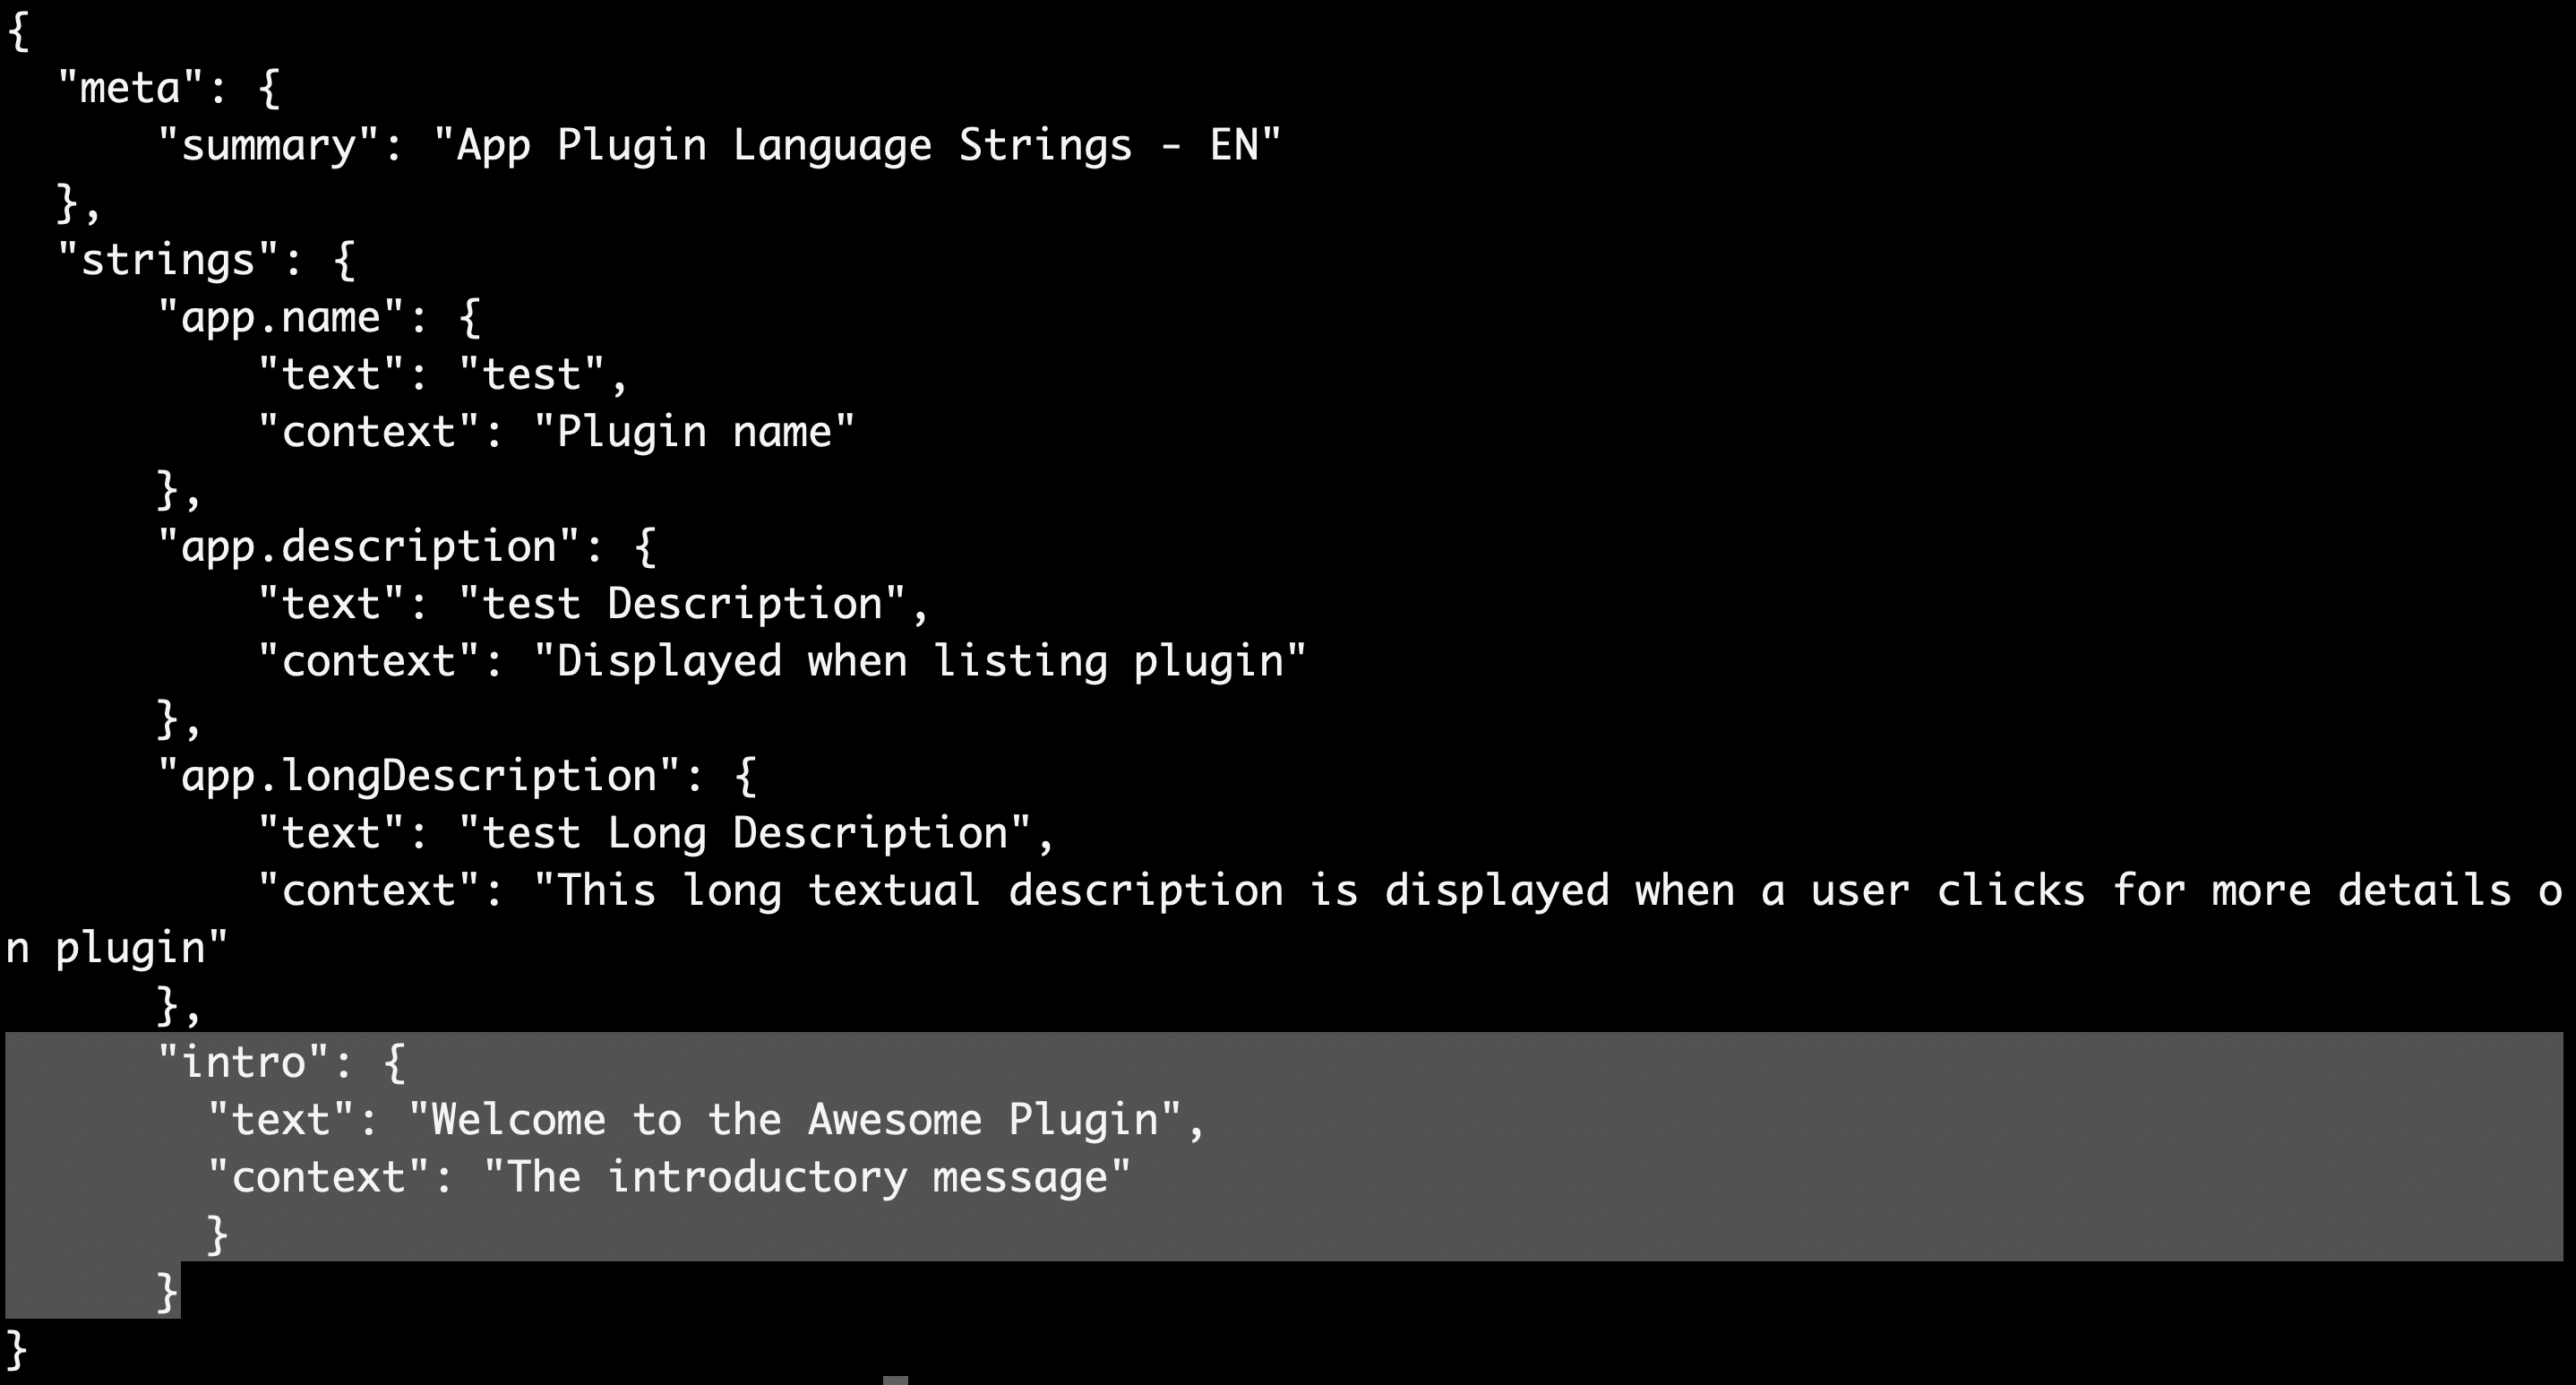 {
  "meta": {
      "summary": "App Plugin Language Strings - EN"
  },
  "strings": {
      "app.name": {
          "text": "test",
          "context": "Plugin name"
      },
      "app.description": {
          "text": "test Description",
          "context": "Displayed when listing plugin"
      },
      "app.longDescription": {
          "text": "test Long Description",
          "context": "This long textual description is displayed when a user clicks for more details o
n plugin"
      },
      "intro": {
        "text": "Welcome to the Awesome Plugin",
        "context": "The introductory message"
        }
      }
}